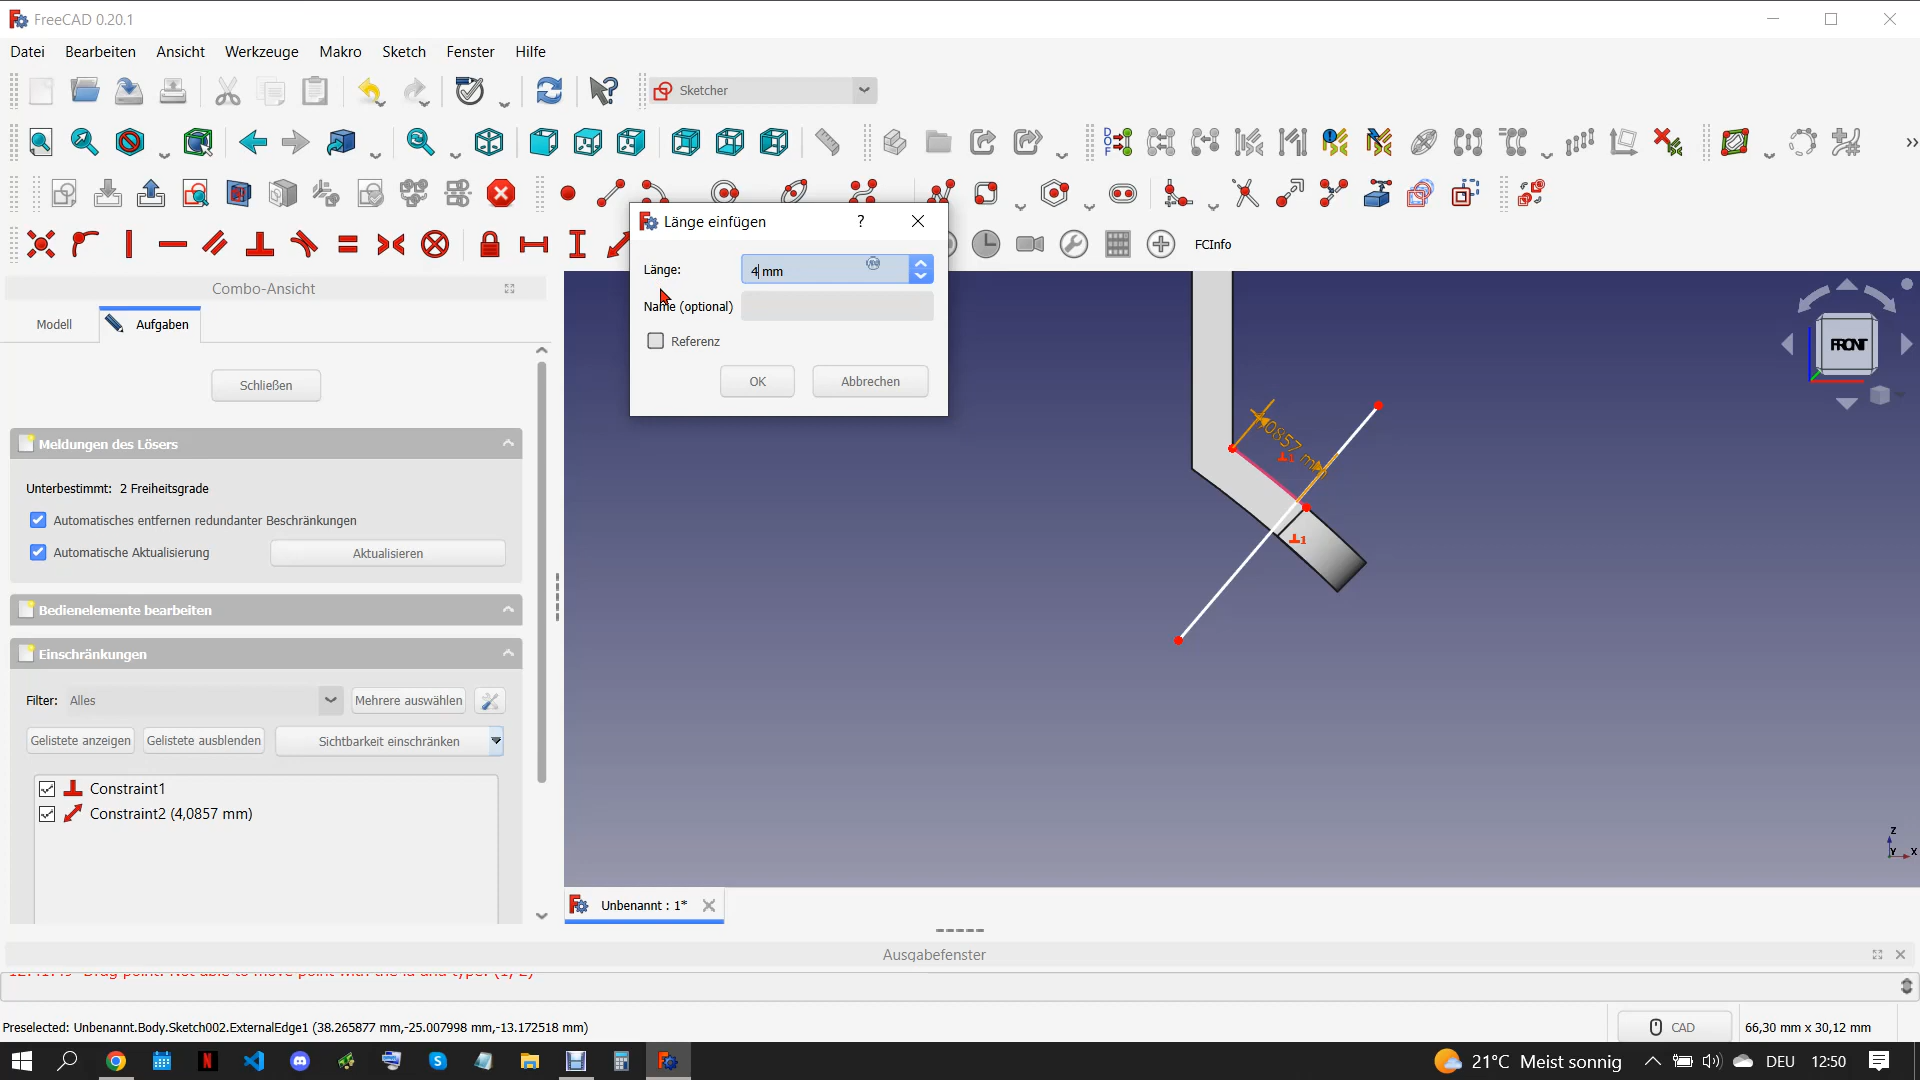 FreeCAD 0.20.1
Datei Bearbeiten Ansicht Werkzeuge Makro Sketch Fenster Hilfe
Sketcher
Länge einfügen
Länge: 4 mm
Name (optional)
Referenz
OK Abbrechen
FCInfo
Combo-Ansicht
Modell Aufgaben
Schließen
Meldungen des Lösers
Unterbestimmt: 2 Freiheitsgrade
Automatisches entfernen redundanter Beschränkungen
Automatische Aktualisierung Aktualisieren
Bedienelemente bearbeiten
Einschränkungen
Filter: Alles Mehrere auswählen
Gelistete anzeigen Gelistete ausblenden Sichtbarkeit einschränken
Constraint1
Constraint2 (4,0857 mm)
FRONT
Z
Y X
Unbenannt : 1*
Ausgabefenster
Preselected: Unbenannt.Body.Sketch002.ExternalEdge1 (38.265877 mm,-25.007998 mm,-13.172518 mm)
CAD 66,30 mm x 30,12 mm
21°C Meist sonnig DEU 12:50